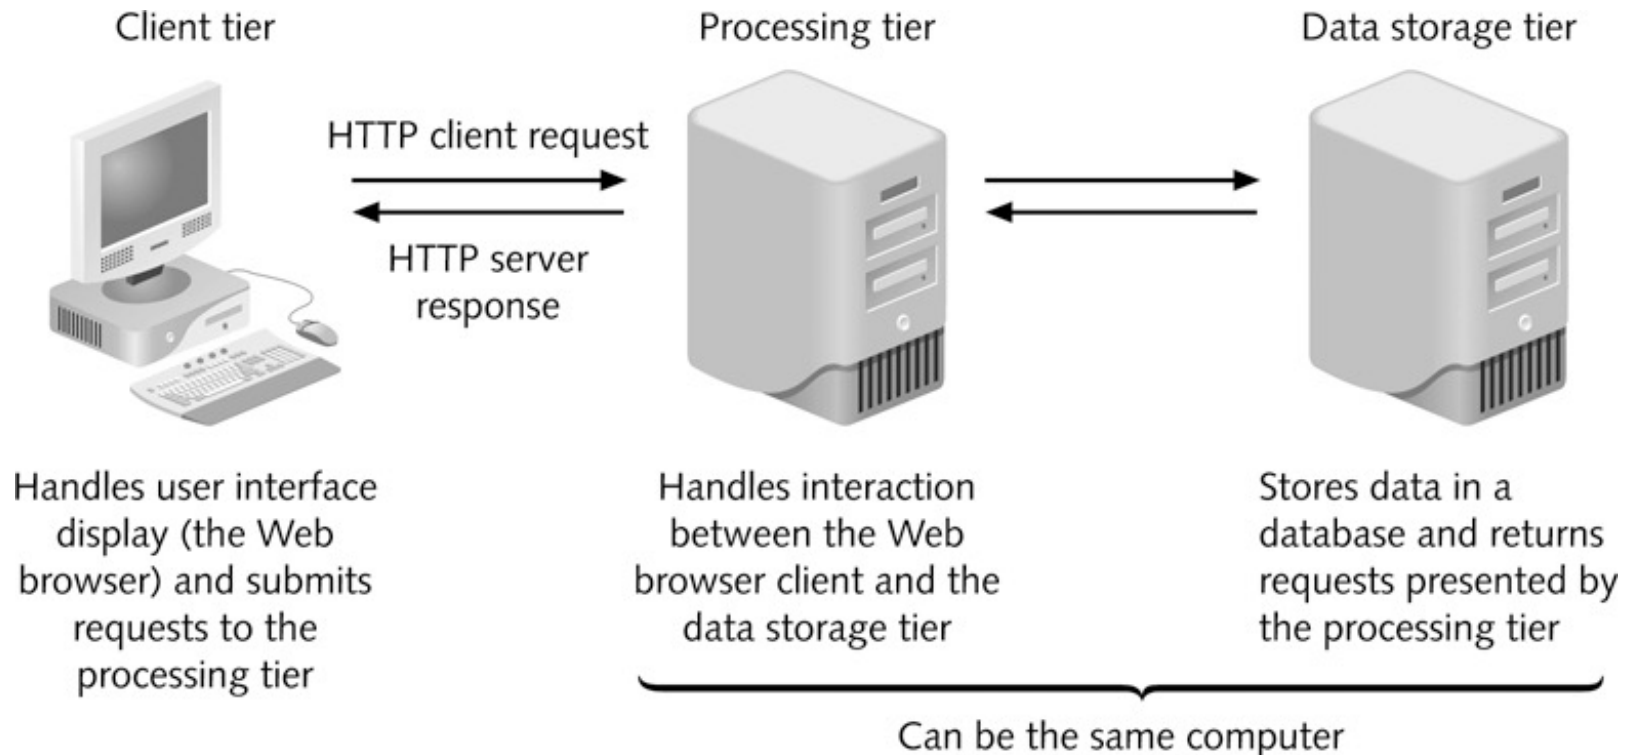 Client tier
Processing tier
Data storage tier
HTTP client request
HTTP server
response
Handles user interface
display (the Web
browser) and submits
requests to the
processing tier
Handles interaction
between the Web
browser client and the
data storage tier
Stores data in a
database and returns
requests presented by
the processing tier
Can be the same computer